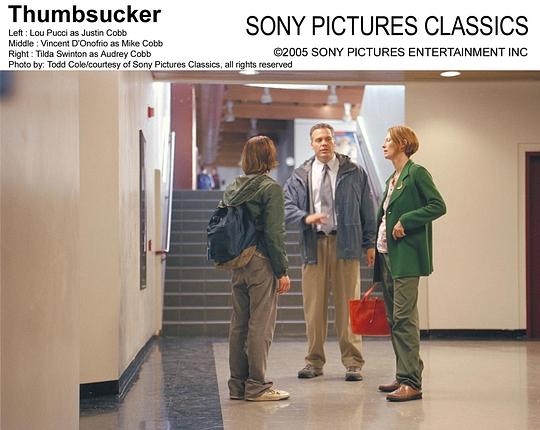 Thumbsucker
Left : Lou Pucci as Justin Cobb
Middle : Vincent D'Onofrio as Mike Cobb
Right : Tilda Swinton as Audrey Cobb
Photo by: Todd Cole/courtesy of Sony Pictures Classics, all rights reserved
SONY PICTURES CLASSICS
©2005 SONY PICTURES ENTERTAINMENT INC